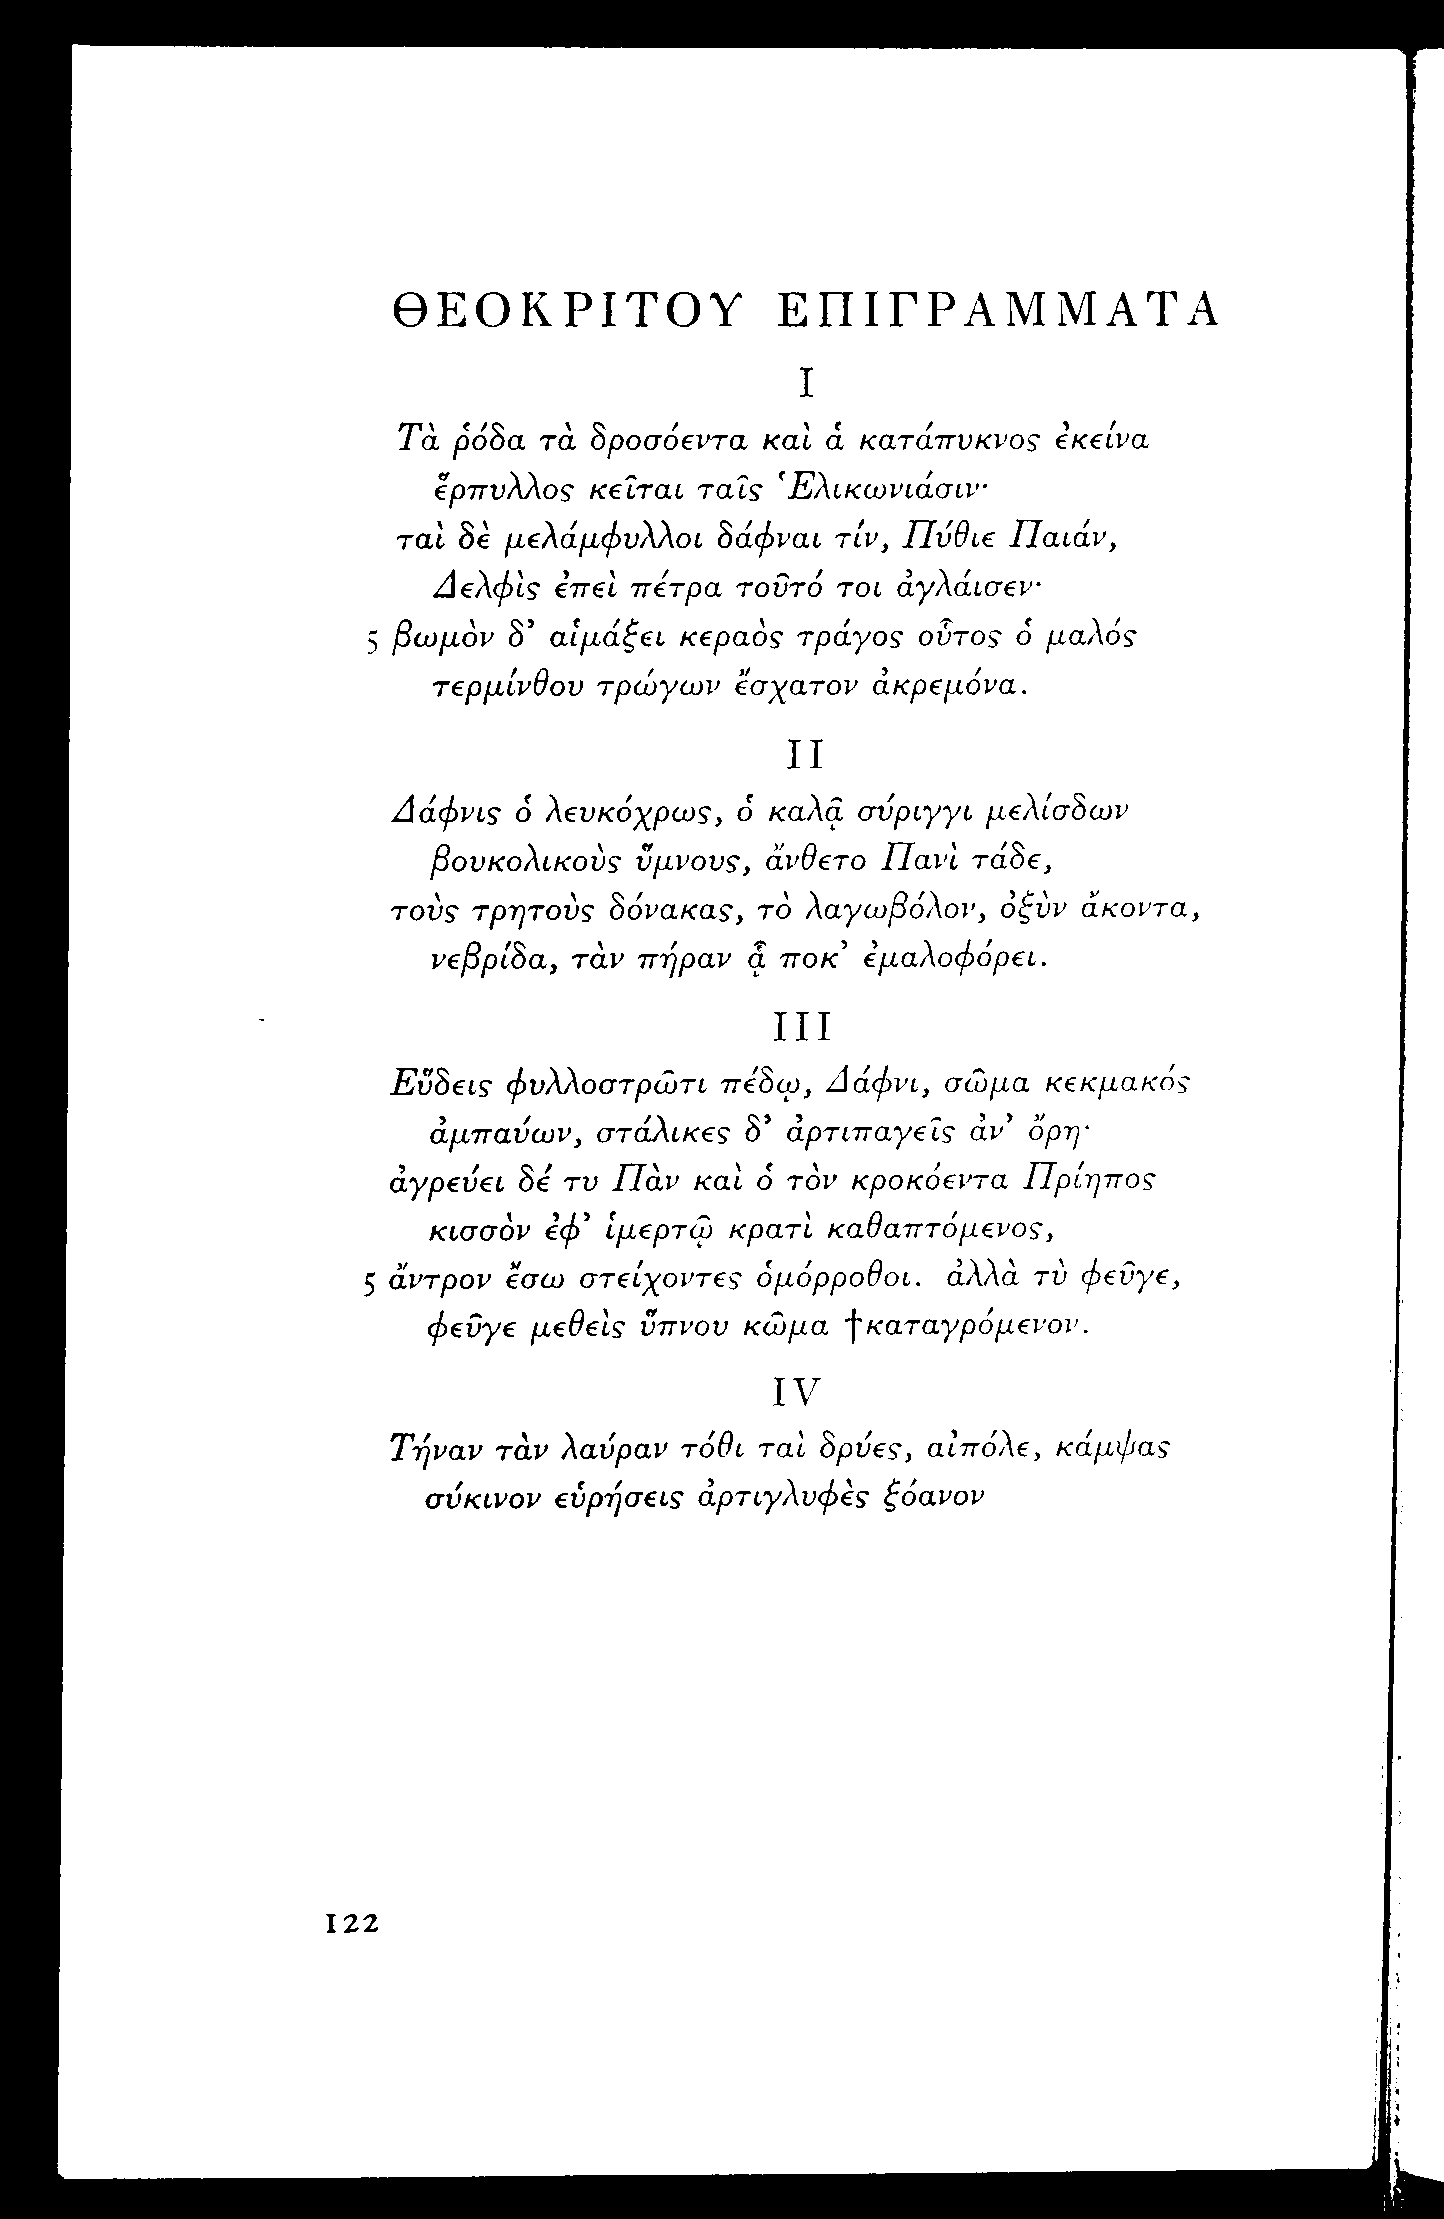 ΘΕΟΚΡΙΤΟΥ ΕΠΙΓΡΑΜΜΑΤΑ
I
Τὰ ῥόδα τὰ δροσόεντα καὶ ἁ κατάπυκνος ἐκείνα
ἕρπυλλος κεῖται ταῖς Ἑλικωνιάσιν·
ταὶ δὲ μελάμφυλλοι δάφναι τίν, Πύθιε Παιάν,
Δελφὶς ἐπεὶ πέτρα τοῦτό τοι ἀγλάισεν·
5 βωμὸν δ’ αἱμάξει κεραὸς τράγος οὗτος ὁ μαλός
τερμίνθου τρώγων ἔσχατον ἀκρεμόνα.
II
Δάφνις ὁ λευκόχρως, ὁ καλᾷ σύριγγι μελίσδων
βουκολικοὺς ὕμνους, ἄνθετο Πανὶ τάδε,
τοὺς τρητοὺς δόνακας, τὸ λαγωβόλον, ὀξὺν ἄκοντα,
νεβρίδα, τὰν πήραν ᾇ ποκ’ ἐμαλοφόρει.
III
Εὕδεις φυλλοστρῶτι πέδῳ, Δάφνι, σῶμα κεκμακός
ἀμπαύων, στάλικες δ’ ἀρτιπαγεῖς ἀν’ ὄρη·
ἀγρεύει δέ τυ Πὰν καὶ ὁ τὸν κροκόεντα Πρίηπος
κισσὸν ἐφ’ ἱμερτῷ κρατὶ καθαπτόμενος,
5 ἄντρον ἔσω στείχοντες ὁμόρροθοι. ἀλλὰ τὺ φεῦγε,
φεῦγε μεθεὶς ὕπνου κῶμα †καταγρόμενον.
IV
Τήναν τὰν λαύραν τόθι ταὶ δρύες, αἰπόλε, κάμψας
σύκινον εὑρήσεις ἀρτιγλυφὲς ξόανον
122